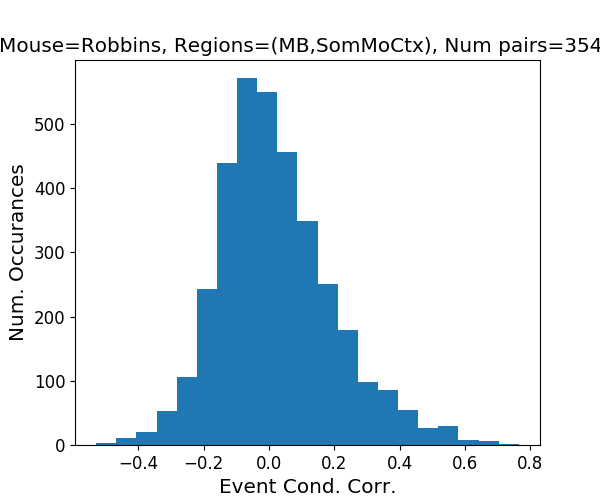 Mouse=Robbins, Regions=(MB,SomMoCtx), Num pairs=354
Num. Occurances
500
400
300
200
100
0
−0.4 −0.2 0.0 0.2 0.4 0.6 0.8
Event Cond. Corr.